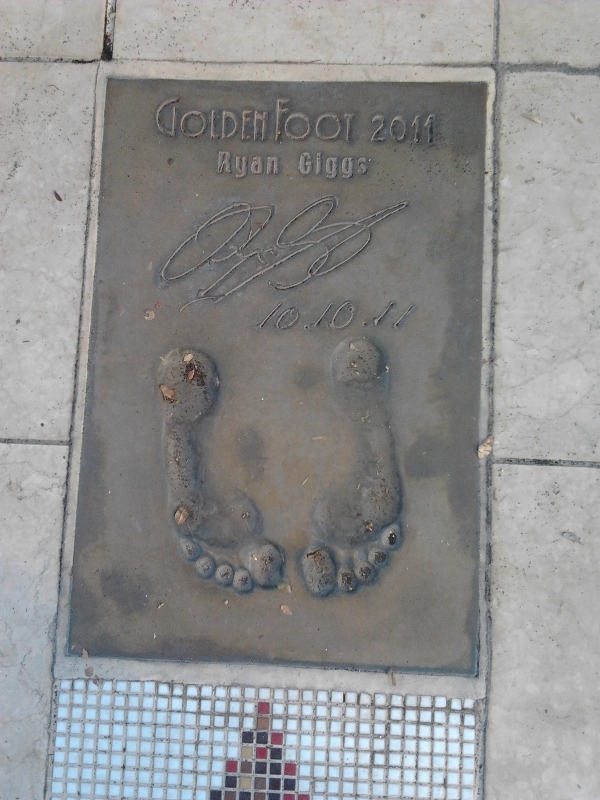 GOLDEN FOOT 2011
Ryan Giggs
10.10.11